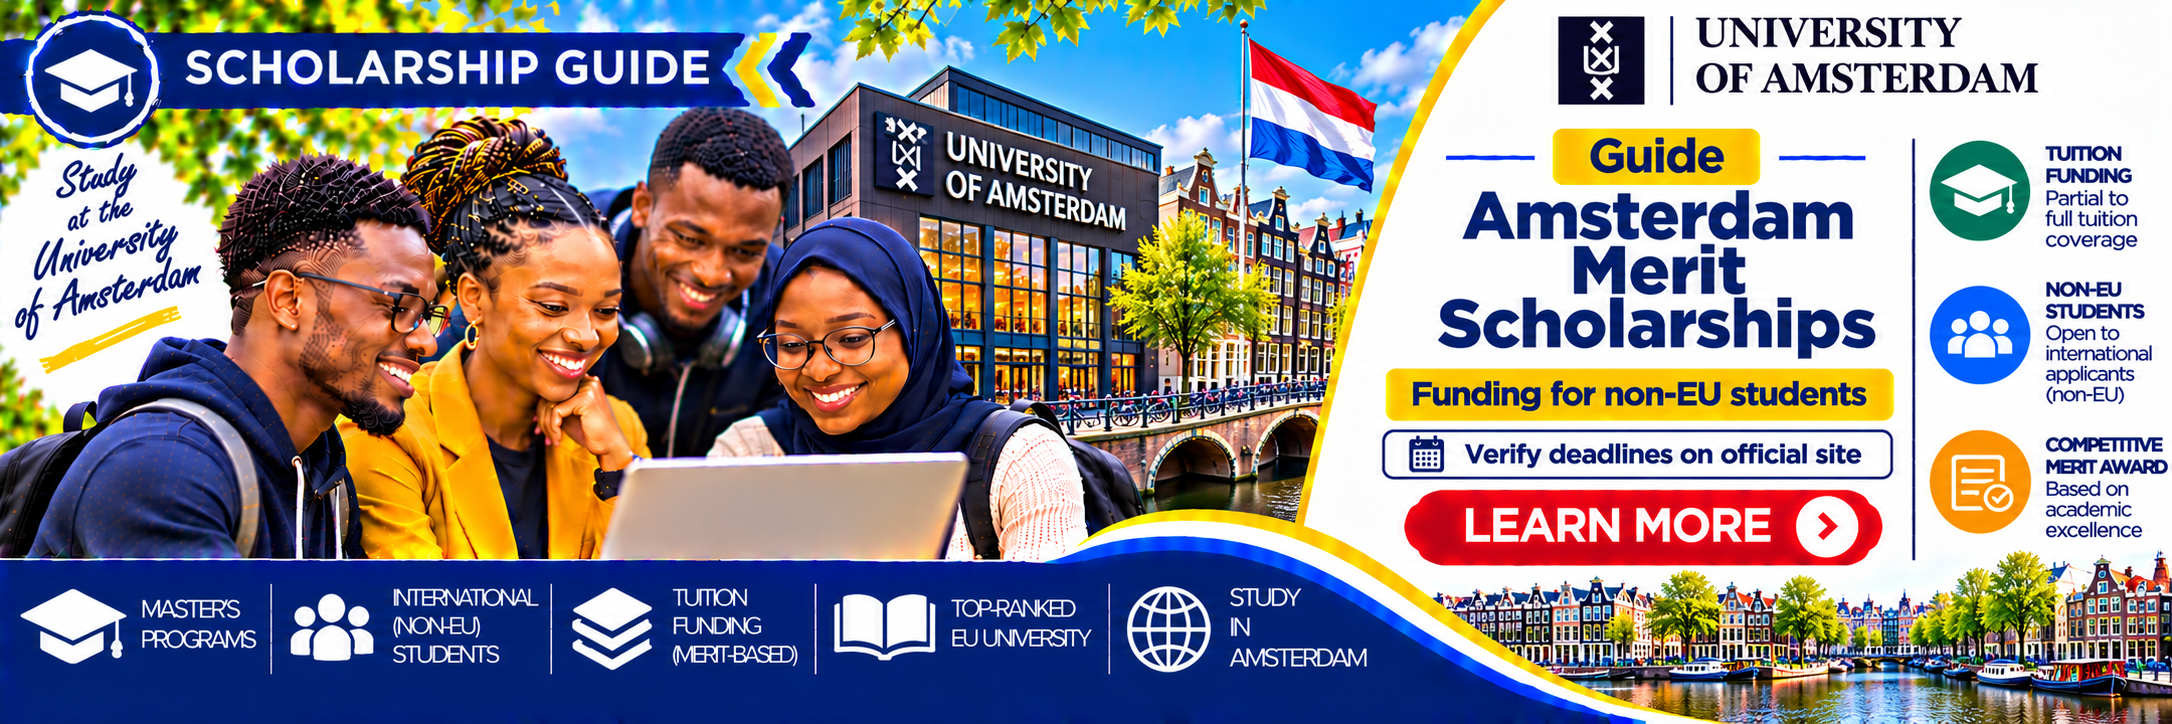 SCHOLARSHIP GUIDE
Study
at the
University
of Amsterdam
UNIVERSITY
OF AMSTERDAM
UNIVERSITY
OF AMSTERDAM
Guide
Amsterdam
Merit
Scholarships
Funding for non-EU students
Verify deadlines on official site
LEARN MORE
TUITION
FUNDING
Partial to
full tuition
coverage
NON-EU
STUDENTS
Open to
international
applicants
(non-EU)
COMPETITIVE
MERIT AWARD
Based on
academic
excellence
MASTER'S
PROGRAMS
INTERNATIONAL
(NON-EU)
STUDENTS
TUITION
FUNDING
(MERIT-BASED)
TOP-RANKED
EU UNIVERSITY
STUDY
IN
AMSTERDAM